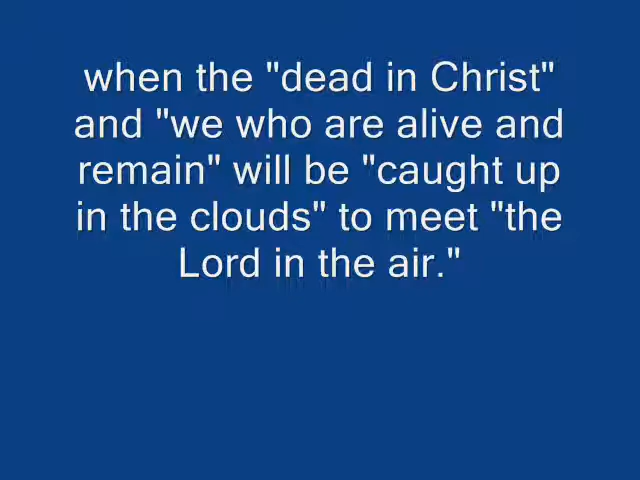 when the "dead in Christ"
and "we who are alive and
remain" will be "caught up
in the clouds" to meet "the
Lord in the air."